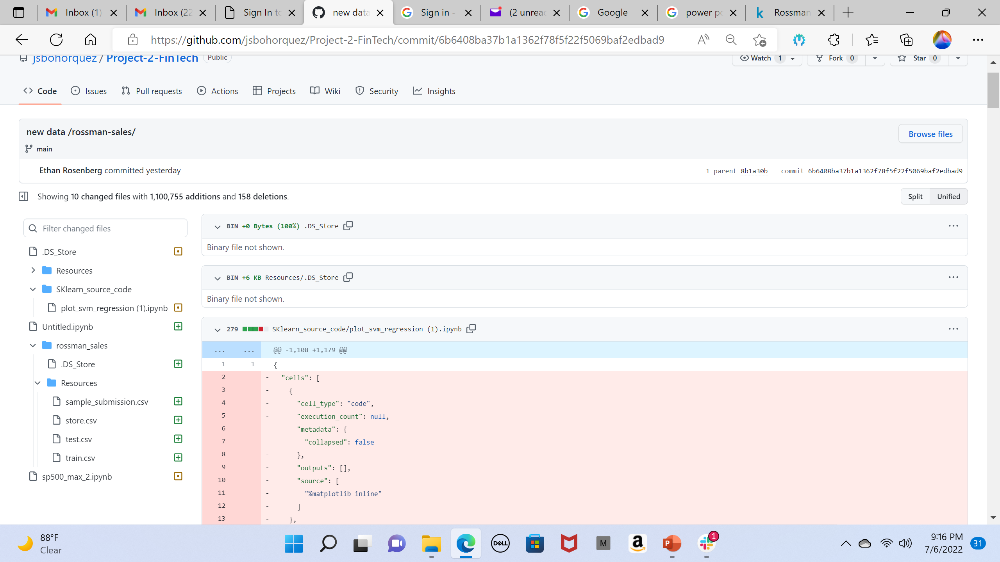 Inbox (1)
Inbox (22
Sign In to
new data
Sign in -
(2 unread
Google
power po
Rossman
https://github.com/jsbohorquez/Project-2-FinTech/commit/6b6408ba37b1a1362f78f5f22f5069baf2edbad9
jsbohorquez / Project-2-FinTech Public
Watch 1
Fork 0
Star 0
Code
Issues
Pull requests
Actions
Projects
Wiki
Security
Insights
new data /rossman-sales/
Browse files
main
Ethan Rosenberg committed yesterday
1 parent 8b1a30b commit 6b6408ba37b1a1362f78f5f22f5069baf2edbad9
Showing 10 changed files with 1,100,755 additions and 158 deletions.
Split Unified
Filter changed files
.DS_Store
Resources
SKlearn_source_code
plot_svm_regression (1).ipynb
Untitled.ipynb
rossman_sales
.DS_Store
Resources
sample_submission.csv
store.csv
test.csv
train.csv
sp500_max_2.ipynb
BIN +0 Bytes (100%) .DS_Store
Binary file not shown.
BIN +6 KB Resources/.DS_Store
Binary file not shown.
279 SKlearn_source_code/plot_svm_regression (1).ipynb
... ... @@ -1,108 +1,179 @@
1 1 {
2 - "cells": [
3 - {
4 - "cell_type": "code",
5 - "execution_count": null,
6 - "metadata": {
7 - "collapsed": false
8 - },
9 - "outputs": [],
10 - "source": [
11 - "%matplotlib inline"
12 - ]
13 - },
88°F
Clear
DELL
M
a
P
1
9:16 PM
7/6/2022
31